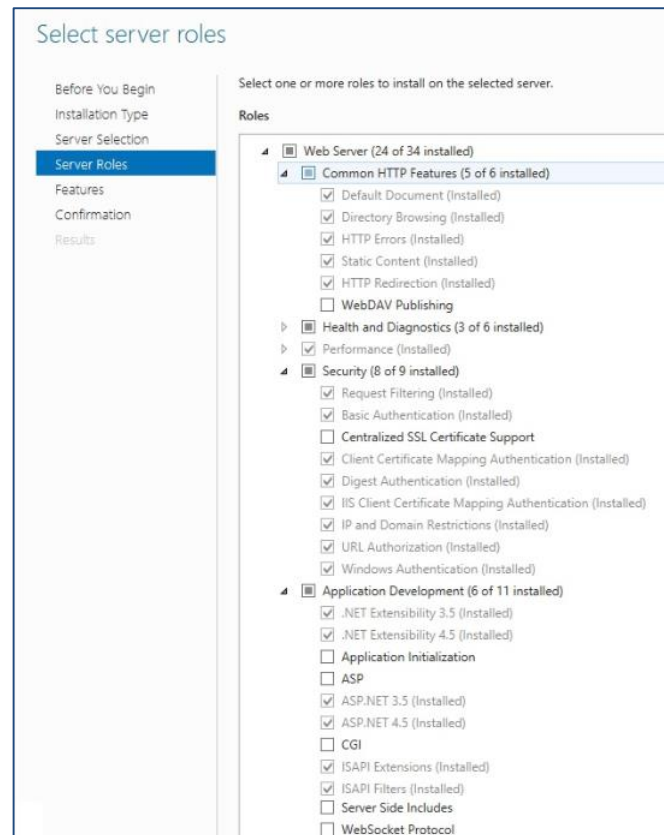 Select server roles
Before You Begin
Installation Type
Server Selection
Server Roles
Features
Confirmation
Results
Select one or more roles to install on the selected server.
Roles
Web Server (24 of 34 installed)
Common HTTP Features (5 of 6 installed)
Default Document (Installed)
Directory Browsing (Installed)
HTTP Errors (Installed)
Static Content (Installed)
HTTP Redirection (Installed)
WebDAV Publishing
Health and Diagnostics (3 of 6 installed)
Performance (Installed)
Security (8 of 9 installed)
Request Filtering (Installed)
Basic Authentication (Installed)
Centralized SSL Certificate Support
Client Certificate Mapping Authentication (Installed)
Digest Authentication (Installed)
IIS Client Certificate Mapping Authentication (Installed)
IP and Domain Restrictions (Installed)
URL Authorization (Installed)
Windows Authentication (Installed)
Application Development (6 of 11 installed)
.NET Extensibility 3.5 (Installed)
.NET Extensibility 4.5 (Installed)
Application Initialization
ASP
ASP.NET 3.5 (Installed)
ASP.NET 4.5 (Installed)
CGI
ISAPI Extensions (Installed)
ISAPI Filters (Installed)
Server Side Includes
WebSocket Protocol